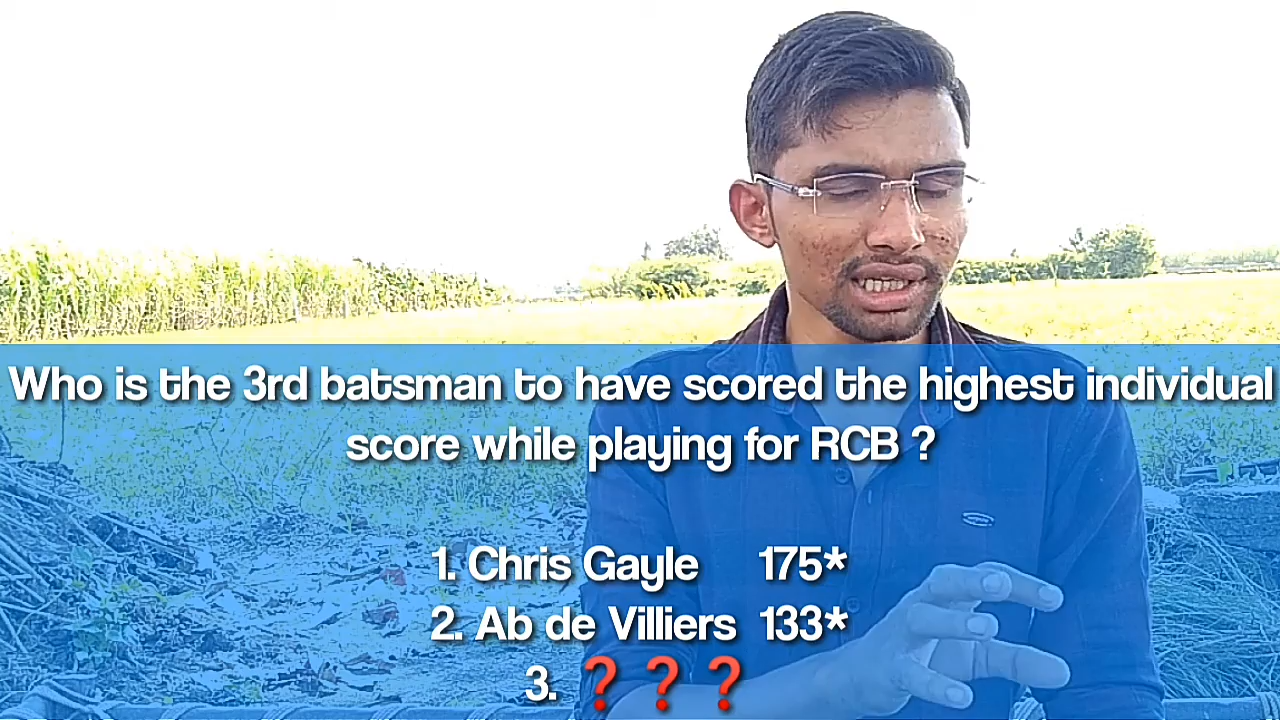 Who is the 3rd batsman to have scored the highest individual
score while playing for RCB ?
1. Chris Gayle 175*
2. Ab de Villiers 133*
3. ❓❓❓